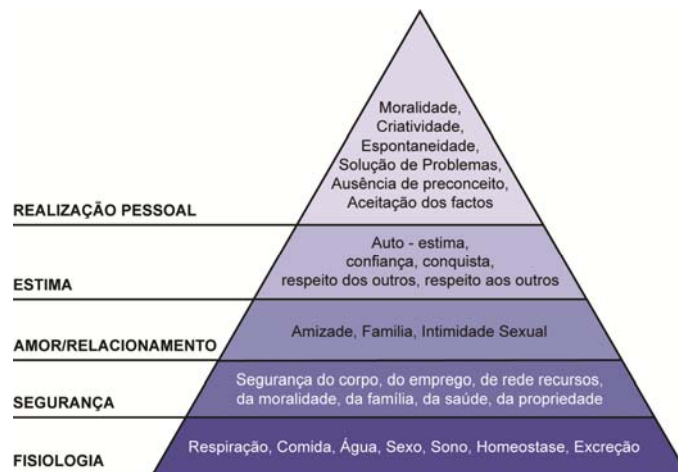 Moralidade,
Criatividade,
Espontaneidade,
Solução de Problemas,
Ausência de preconceito,
Aceitação dos factos
REALIZAÇÃO PESSOAL
Auto - estima,
confiança, conquista,
respeito dos outros, respeito aos outros
ESTIMA
Amizade, Familia, Intimidade Sexual
AMOR/RELACIONAMENTO
Segurança do corpo, do emprego, de rede recursos,
da moralidade, da família, da saúde, da propriedade
SEGURANÇA
Respiração, Comida, Água, Sexo, Sono, Homeostase, Excreção
FISIOLOGIA